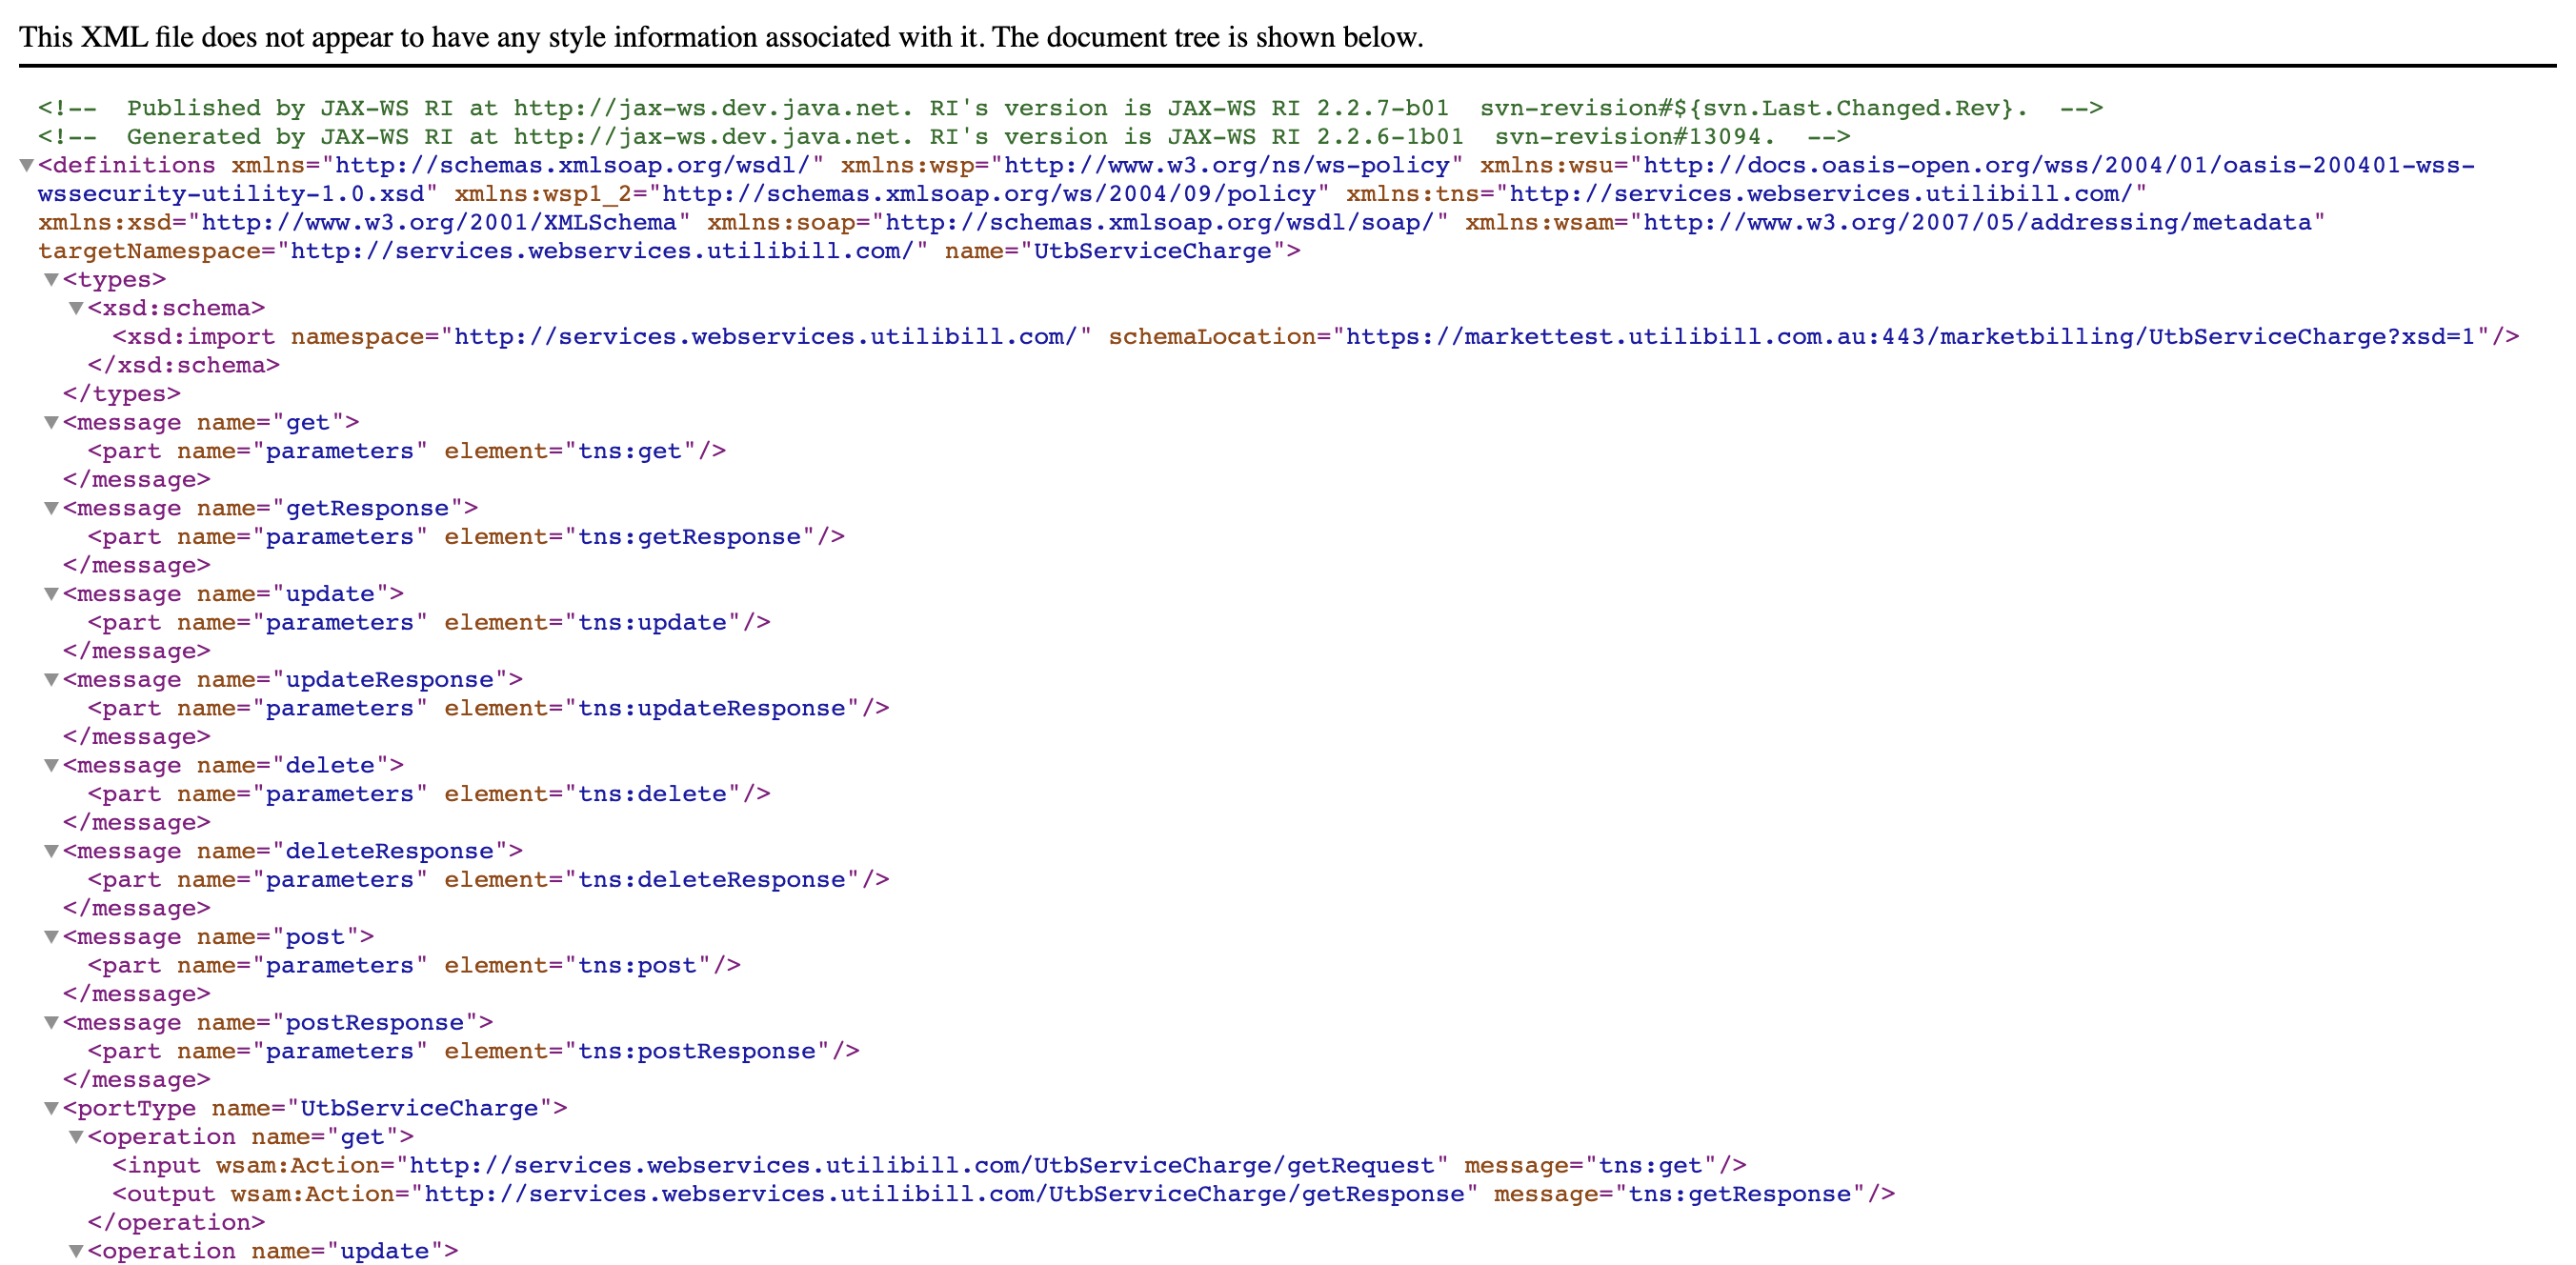 This XML file does not appear to have any style information associated with it. The document tree is shown below.
<!--  Published by JAX-WS RI at http://jax-ws.dev.java.net. RI's version is JAX-WS RI 2.2.7-b01  svn-revision#${svn.Last.Changed.Rev}.  -->
<!--  Generated by JAX-WS RI at http://jax-ws.dev.java.net. RI's version is JAX-WS RI 2.2.6-1b01  svn-revision#13094.  -->
▼<definitions xmlns="http://schemas.xmlsoap.org/wsdl/" xmlns:wsp="http://www.w3.org/ns/ws-policy" xmlns:wsu="http://docs.oasis-open.org/wss/2004/01/oasis-200401-wss-
wssecurity-utility-1.0.xsd" xmlns:wsp1_2="http://schemas.xmlsoap.org/ws/2004/09/policy" xmlns:tns="http://services.webservices.utilibill.com/"
xmlns:xsd="http://www.w3.org/2001/XMLSchema" xmlns:soap="http://schemas.xmlsoap.org/wsdl/soap/" xmlns:wsam="http://www.w3.org/2007/05/addressing/metadata"
targetNamespace="http://services.webservices.utilibill.com/" name="UtbServiceCharge">
▼<types>
▼<xsd:schema>
<xsd:import namespace="http://services.webservices.utilibill.com/" schemaLocation="https://markettest.utilibill.com.au:443/marketbilling/UtbServiceCharge?xsd=1"/>
</xsd:schema>
</types>
▼<message name="get">
<part name="parameters" element="tns:get"/>
</message>
▼<message name="getResponse">
<part name="parameters" element="tns:getResponse"/>
</message>
▼<message name="update">
<part name="parameters" element="tns:update"/>
</message>
▼<message name="updateResponse">
<part name="parameters" element="tns:updateResponse"/>
</message>
▼<message name="delete">
<part name="parameters" element="tns:delete"/>
</message>
▼<message name="deleteResponse">
<part name="parameters" element="tns:deleteResponse"/>
</message>
▼<message name="post">
<part name="parameters" element="tns:post"/>
</message>
▼<message name="postResponse">
<part name="parameters" element="tns:postResponse"/>
</message>
▼<portType name="UtbServiceCharge">
▼<operation name="get">
<input wsam:Action="http://services.webservices.utilibill.com/UtbServiceCharge/getRequest" message="tns:get"/>
<output wsam:Action="http://services.webservices.utilibill.com/UtbServiceCharge/getResponse" message="tns:getResponse"/>
</operation>
▼<operation name="update">